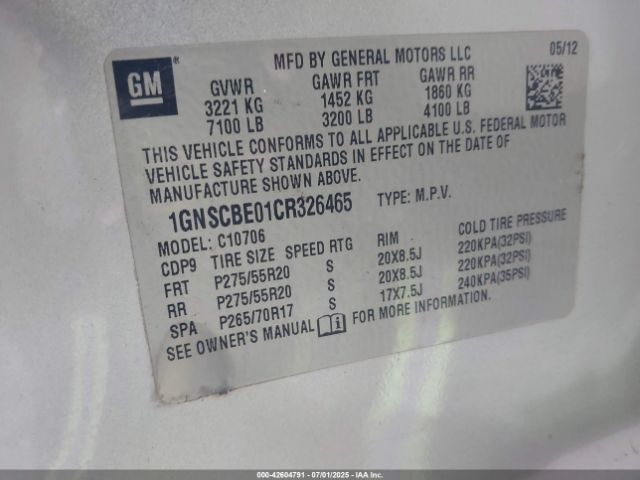 MFD BY GENERAL MOTORS LLC 05/12
GM
GVWR GAWR FRT GAWR RR
3221 KG 1452 KG 1860 KG
7100 LB 3200 LB 4100 LB
THIS VEHICLE CONFORMS TO ALL APPLICABLE U.S. FEDERAL MOTOR
VEHICLE SAFETY STANDARDS IN EFFECT ON THE DATE OF
MANUFACTURE SHOWN ABOVE.
1GNSCBE01CR326465 TYPE: M.P.V.
MODEL: C10706
CDP9 TIRE SIZE SPEED RTG RIM COLD TIRE PRESSURE
FRT P275/55R20 S 20X8.5J 220KPA(32PSI)
RR P275/55R20 S 20X8.5J 220KPA(32PSI)
SPA P265/70R17 S 17X7.5J 240KPA(35PSI)
SEE OWNER'S MANUAL i FOR MORE INFORMATION.
000-42604791 - 07/01/2025 - IAAI.CA